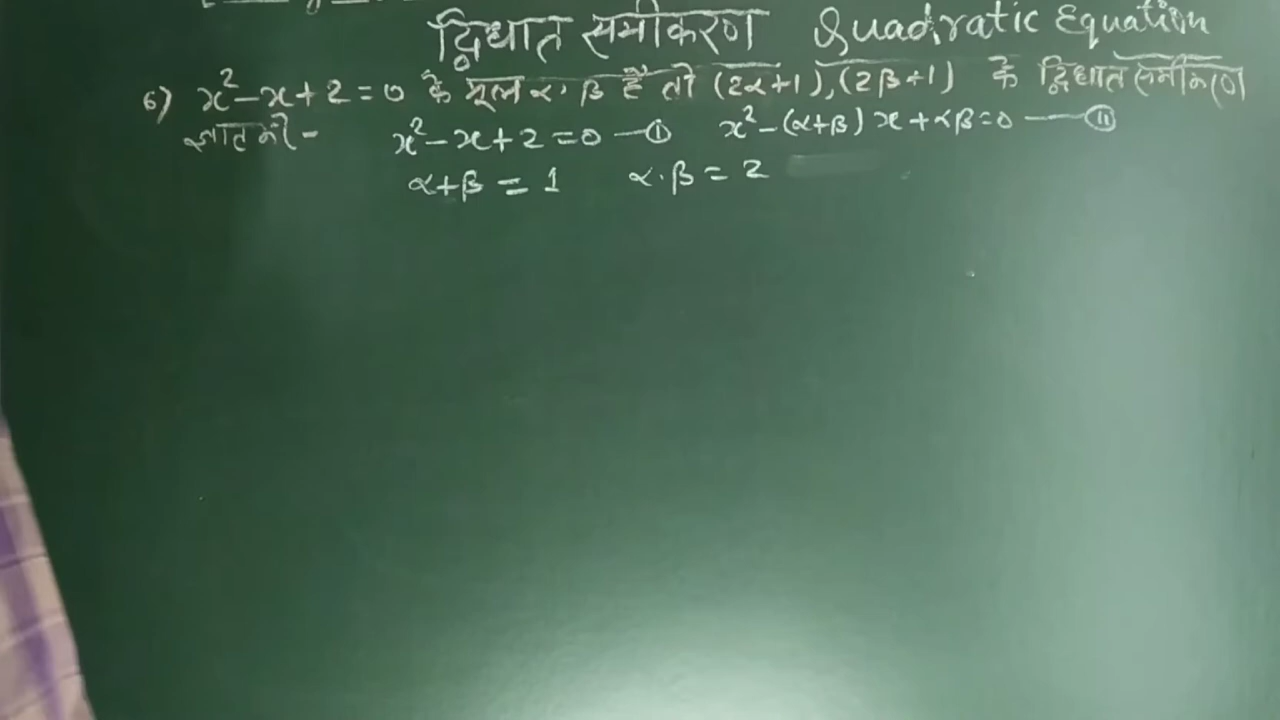 द्विघात समीकरण Quadratic Equation
6) x²-x+2=0 के मूल α, β हैं तो (2α+1), (2β+1) के द्विघात समीकरण
ज्ञात करें -
x²-x+2=0 —Ⅰ x²-(α+β)x+αβ=0 —Ⅱ
α+β = 1 α.β = 2